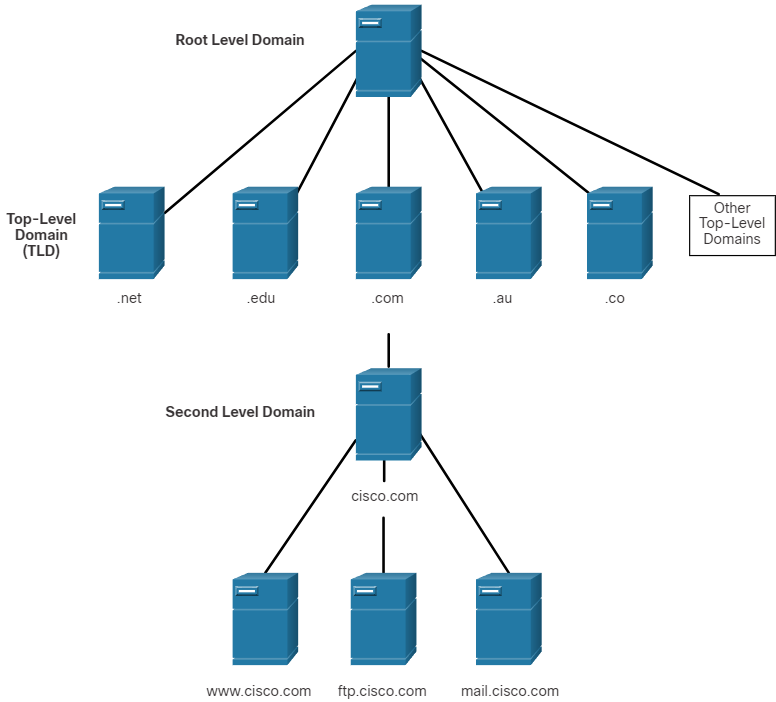 Root Level Domain
Top-Level
Domain
(TLD)
Other
Top-Level
Domains
.net
.edu
.com
.au
.co
Second Level Domain
cisco.com
www.cisco.com
ftp.cisco.com
mail.cisco.com